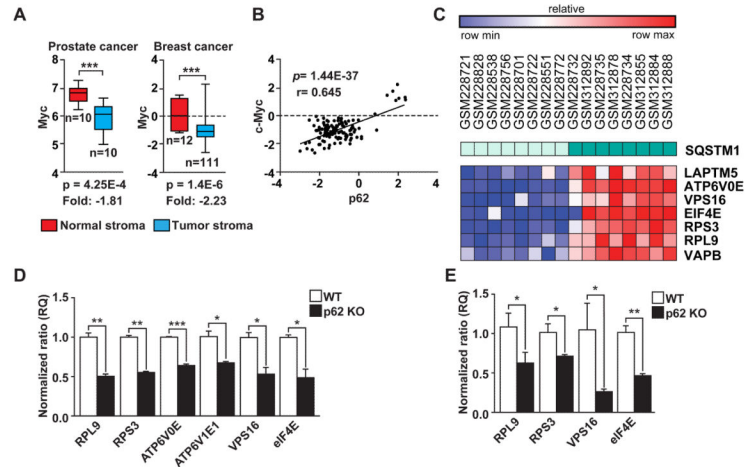 A
Prostate cancer
Breast cancer
***
***
Myc
8
7
6
5
4
n=10
n=10
Myc
4
2
0
-2
-4
n=12
n=111
p = 4.25E-4
Fold: -1.81
p = 1.4E-6
Fold: -2.23
Normal stroma
Tumor stroma
B
p= 1.44E-37
r= 0.645
c-Myc
4
2
0
-2
-4
-4
-2
0
2
4
p62
C
relative
row min
row max
GSM228721
GSM228828
GSM228538
GSM228756
GSM228701
GSM228722
GSM228551
GSM228772
GSM228732
GSM312892
GSM228735
GSM312878
GSM228734
GSM312855
GSM312884
GSM312888
SQSTM1
LAPTM5
ATP6V0E
VPS16
EIF4E
RPS3
RPL9
VAPB
D
WT
p62 KO
Normalized ratio (RQ)
1.5
1.0
0.5
0.0
**
**
***
*
*
*
RPL9
RPS3
ATP6V0E
ATP6V1E1
VPS16
eIF4E
E
WT
p62 KO
Normalized ratio (RQ)
1.5
1.0
0.5
0.0
*
*
*
**
RPL9
RPS3
VPS16
eIF4E